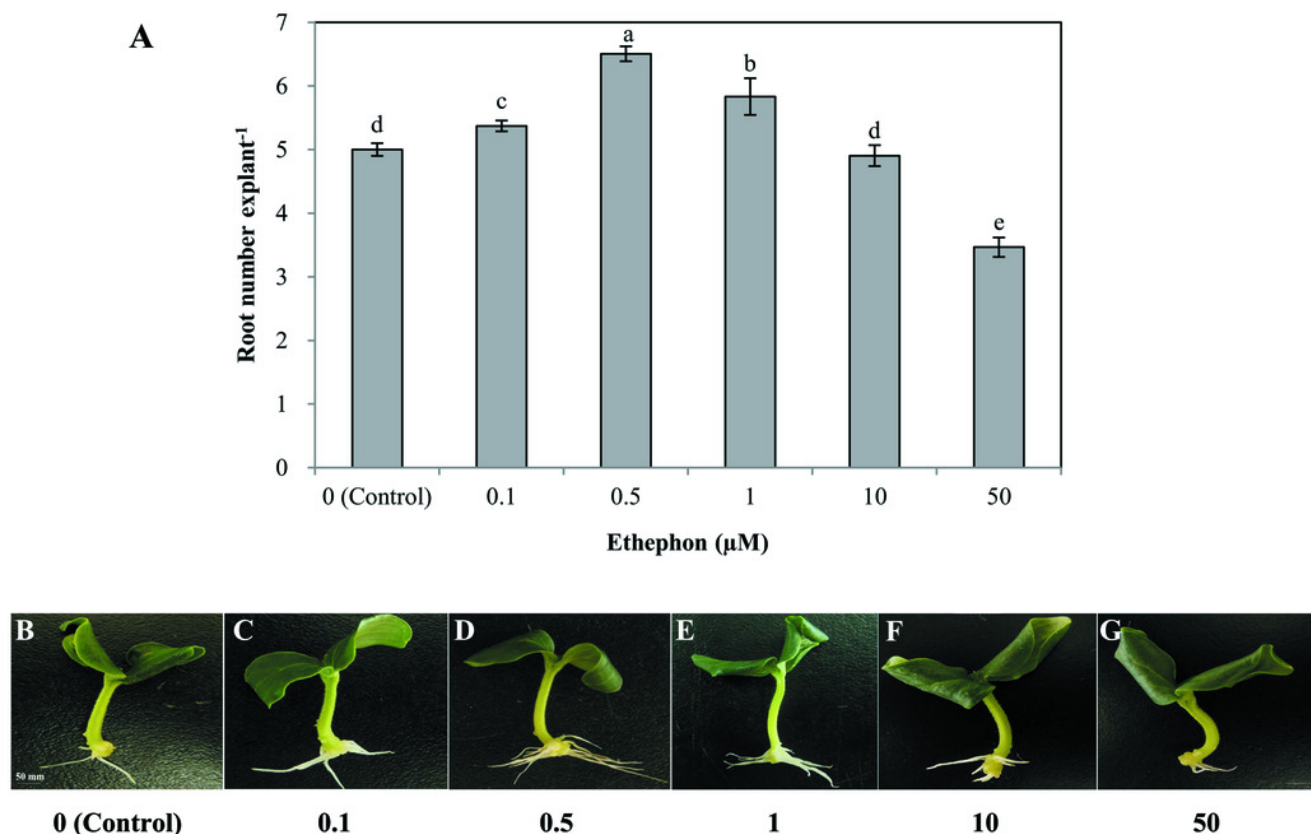 A
Root number explant-1
7
6
5
4
3
2
1
0
d
c
a
b
d
e
0 (Control) 0.1 0.5 1 10 50
Ethephon (µM)
B C D E F G
50 mm
0 (Control) 0.1 0.5 1 10 50